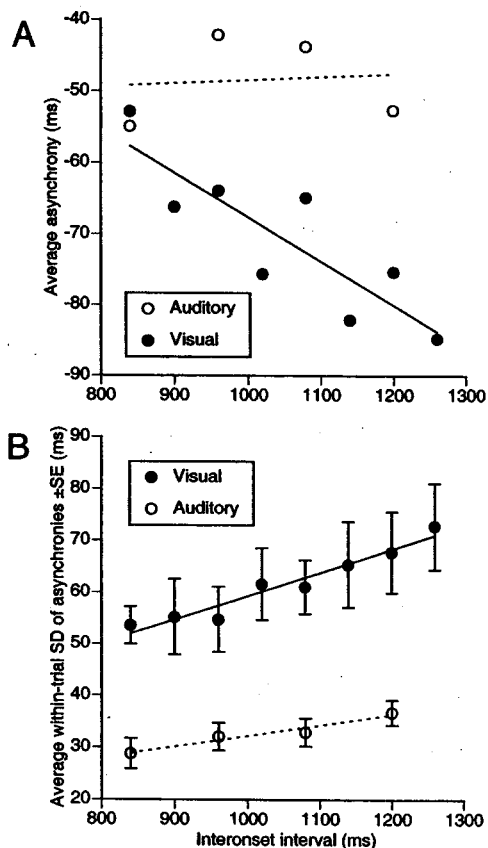 A
-40
-50
-60
-70
-80
-90
Average asynchrony (ms)
Auditory
Visual
800 900 1000 1100 1200 1300
B
90
80
70
60
50
40
30
20
Average within-trial SD of asynchronies ±SE (ms)
Visual
Auditory
800 900 1000 1100 1200 1300
Interonset interval (ms)